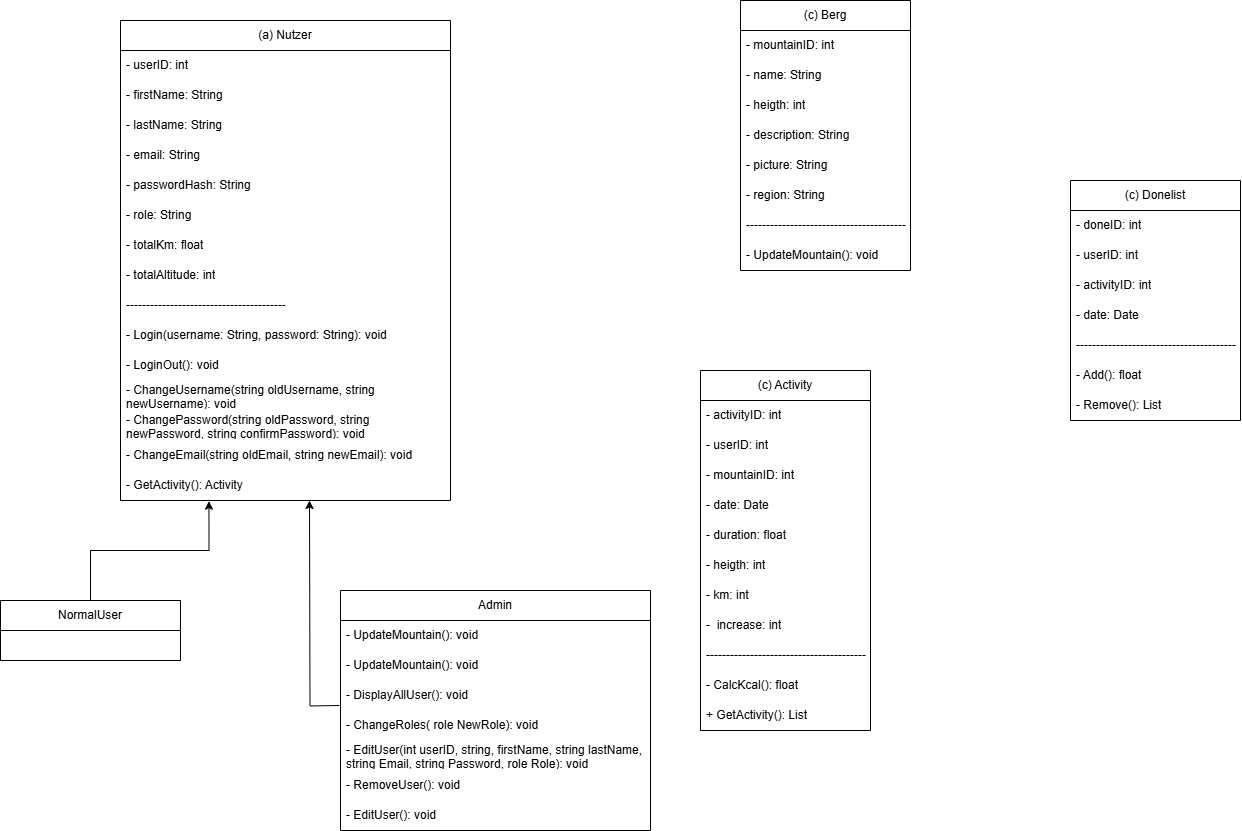 (a) Nutzer
- userID: int
- firstName: String
- lastName: String
- email: String
- passwordHash: String
- role: String
- totalKm: float
- totalAltitude: int
----------------------------------------
- Login(username: String, password: String): void
- LoginOut(): void
- ChangeUsername(string oldUsername, string
newUsername): void
- ChangePassword(string oldPassword, string
newPassword, string confirmPassword): void
- ChangeEmail(string oldEmail, string newEmail): void
- GetActivity(): Activity
NormalUser
Admin
- UpdateMountain(): void
- UpdateMountain(): void
- DisplayAllUser(): void
- ChangeRoles( role NewRole): void
- EditUser(int userID, string, firstName, string lastName,
string Email, string Password, role Role): void
- RemoveUser(): void
- EditUser(): void
(c) Berg
- mountainID: int
- name: String
- heigth: int
- description: String
- picture: String
- region: String
----------------------------------------
- UpdateMountain(): void
(c) Activity
- activityID: int
- userID: int
- mountainID: int
- date: Date
- duration: float
- heigth: int
- km: int
-  increase: int
----------------------------------------
- CalcKcal(): float
+ GetActivity(): List
(c) Donelist
- doneID: int
- userID: int
- activityID: int
- date: Date
----------------------------------------
- Add(): float
- Remove(): List